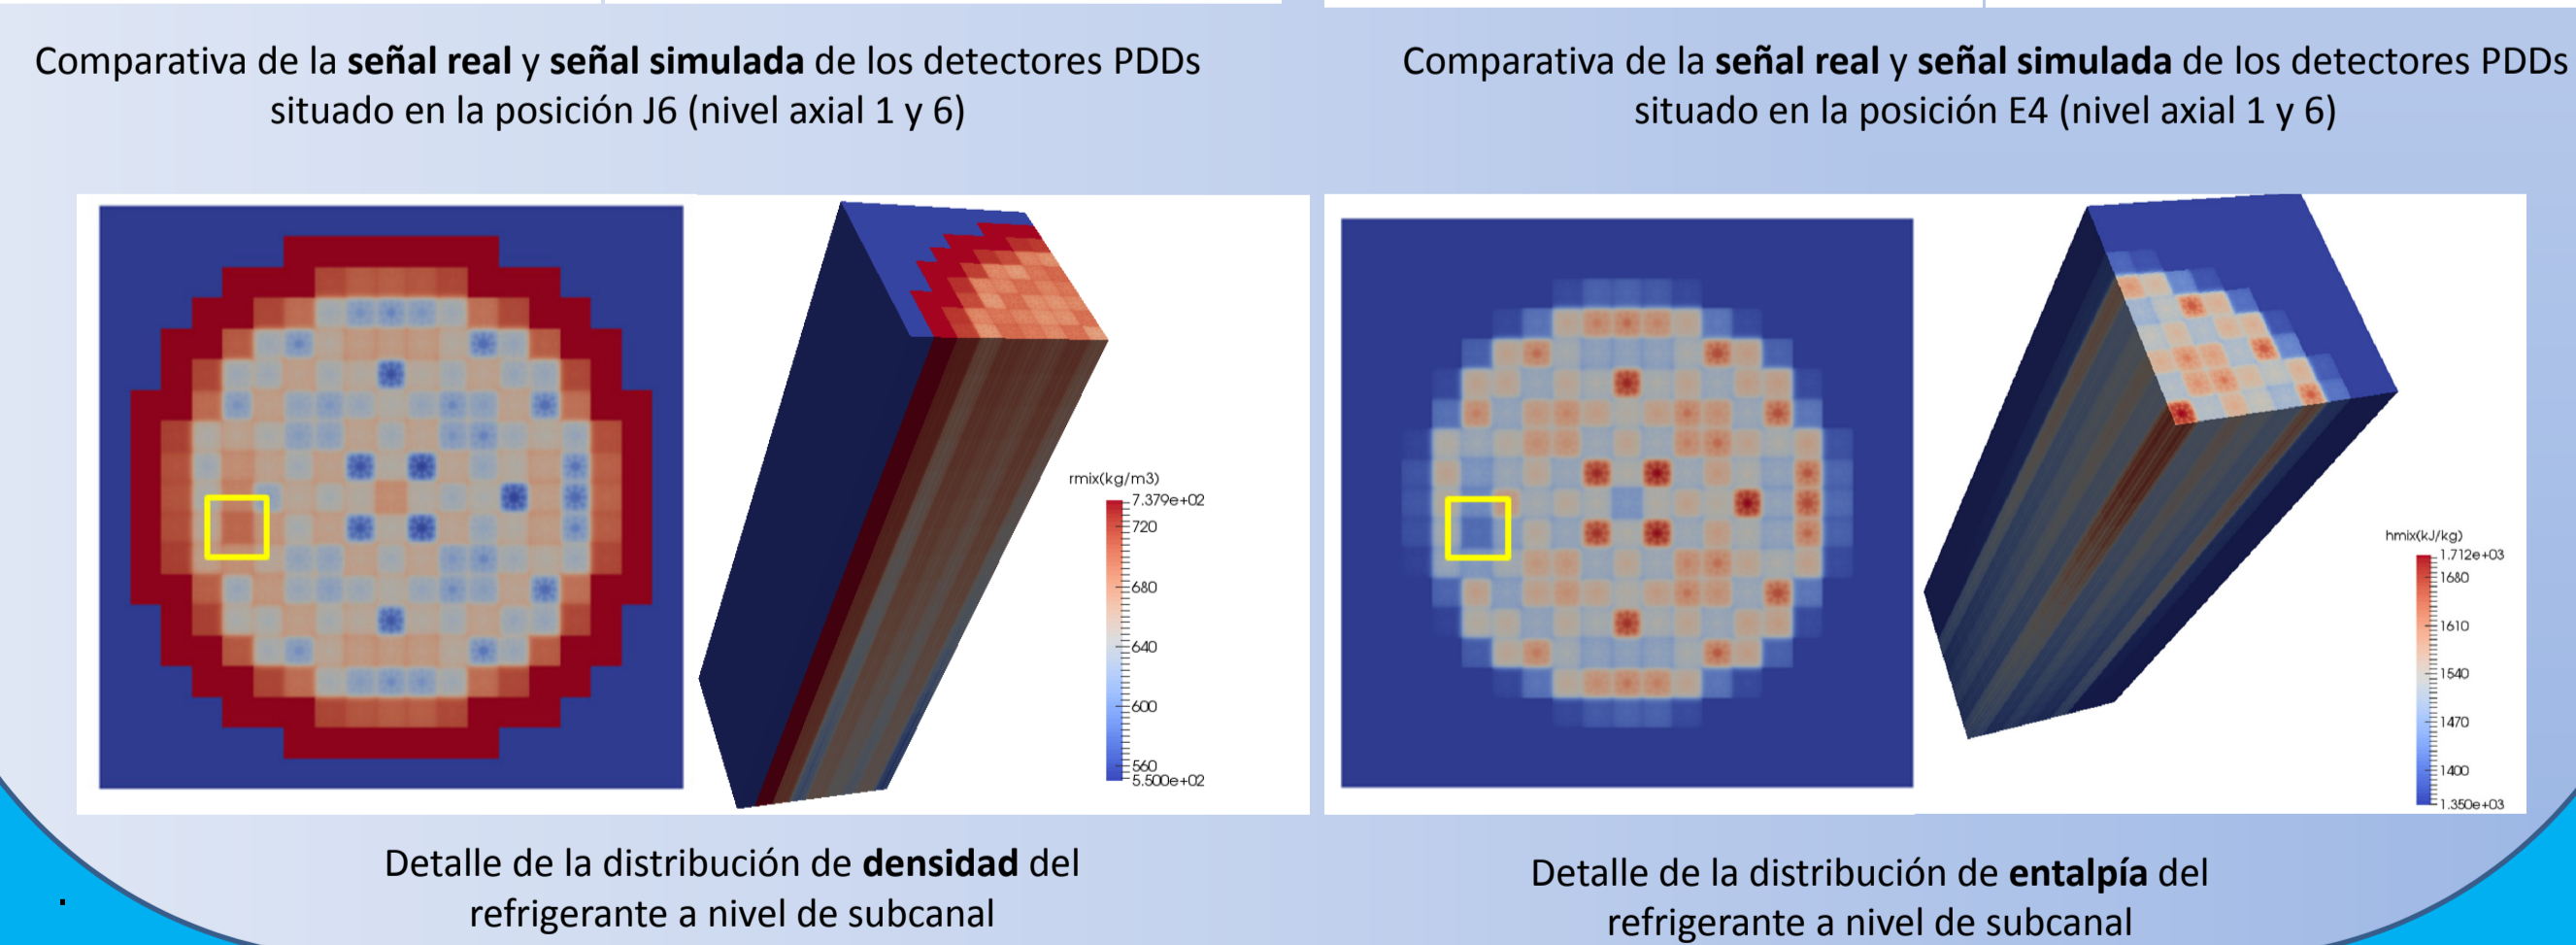 Comparativa de la señal real y señal simulada de los detectores PDDs
situado en la posición J6 (nivel axial 1 y 6)
Comparativa de la señal real y señal simulada de los detectores PDDs
situado en la posición E4 (nivel axial 1 y 6)
rmix(kg/m3)
7.379e+02
720
680
640
600
560
5.500e+02
hmix(kJ/kg)
1.712e+03
1680
1610
1540
1470
1400
1.350e+03
Detalle de la distribución de densidad del
refrigerante a nivel de subcanal
Detalle de la distribución de entalpía del
refrigerante a nivel de subcanal
.